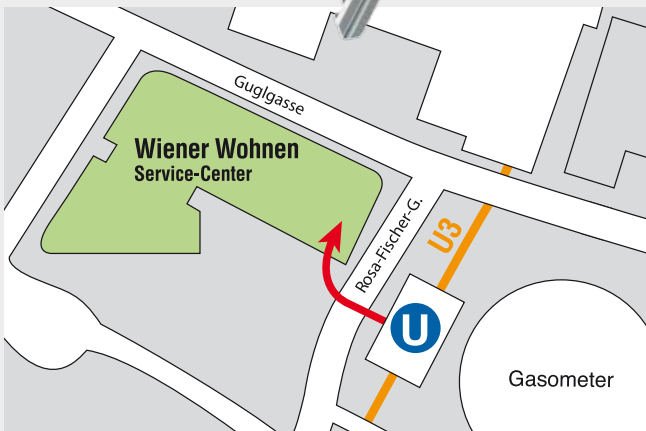 Guglgasse
Wiener Wohnen
Service-Center
Rosa-Fischer-G.
U3
U
Gasometer